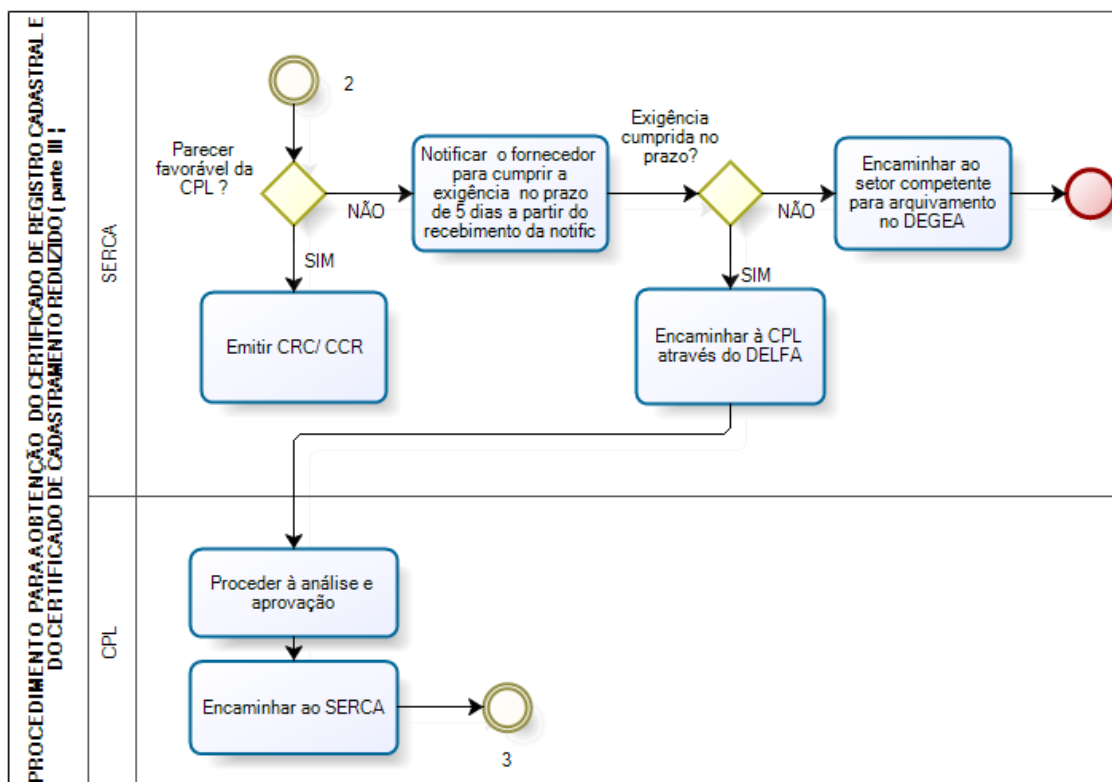 PROCEDIMENTO PARA A OBTENÇÃO DO CERTIFICADO DE REGISTRO CADASTRAL E
DO CERTIFICADO DE CADASTRAMENTO REDUZIDO ( parte III )
SERCA
2
Parecer
favorável da
CPL ?
NÃO
SIM
Notificar o fornecedor
para cumprir a
exigência no prazo
de 5 dias a partir do
recebimento da notific
Exigência
cumprida no
prazo?
NÃO
SIM
Encaminhar ao
setor competente
para arquivamento
no DEGEA
Emitir CRC/ CCR
Encaminhar à CPL
através do DELFA
CPL
Proceder à análise e
aprovação
Encaminhar ao SERCA
3